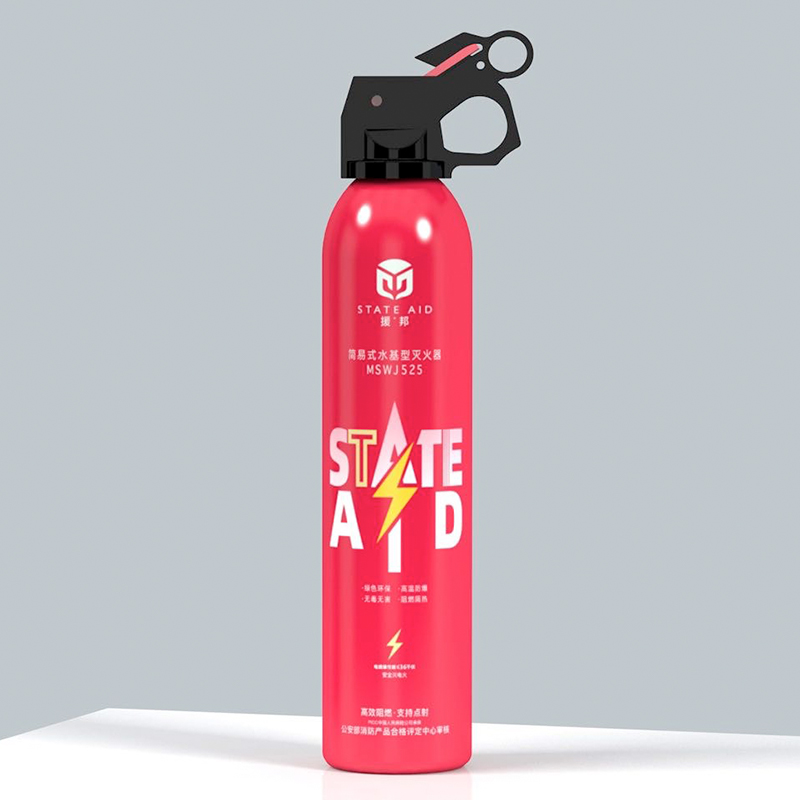 STATE AID
援 邦
简易式水基型灭火器
MSWJ525
STATE
AID
·绿色环保 ·高温防爆
·无毒无害 ·阻燃隔热
高效阻燃·支持点射
公安部消防产品合格评定中心审核